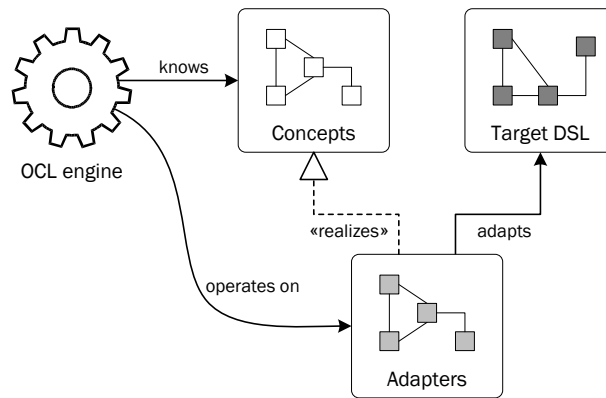 knows
Concepts
Target DSL
OCL engine
«realizes»
adapts
operates on
Adapters